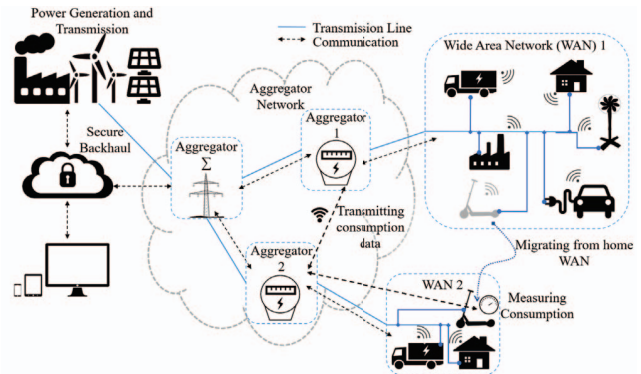 Power Generation and
Transmission
Transmision Line
Communication
Wide Area Network (WAN) 1
Aggregator
Network
Aggregator
1
Secure
Backhaul
Aggregator
Σ
Transmitting
consumption
data
Aggregator
2
Migrating from home
WAN
WAN 2
Measuring
Consumption